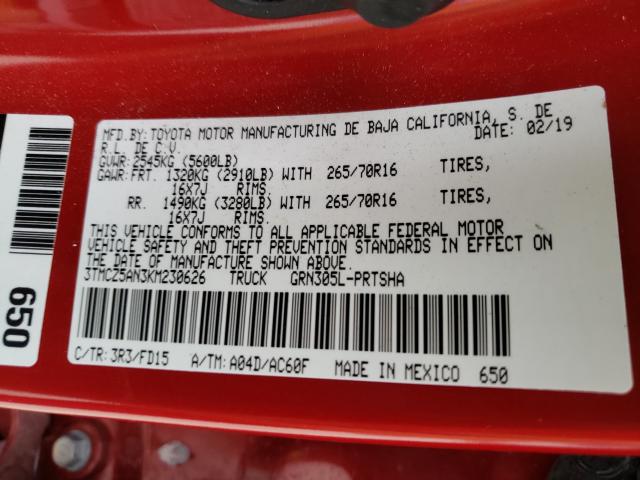 MFD.BY:TOYOTA MOTOR MANUFACTURING DE BAJA CALIFORNIA, S. DE
R.L. DE C.V. DATE: 02/19
GVWR:2545KG (5600LB)
GAWR:FRT. 1320KG (2910LB) WITH 265/70R16 TIRES,
16X7J RIMS.
RR. 1490KG (3280LB) WITH 265/70R16 TIRES,
16X7J RIMS.
THIS VEHICLE CONFORMS TO ALL APPLICABLE FEDERAL MOTOR
VEHICLE SAFETY AND THEFT PREVENTION STANDARDS IN EFFECT ON
THE DATE OF MANUFACTURE SHOWN ABOVE.
3TMCZ5AN3KM230626 TRUCK GRN305L-PRTSHA
C/TR: 3R3/FD15 A/TM: A04D/AC60F MADE IN MEXICO 650
650